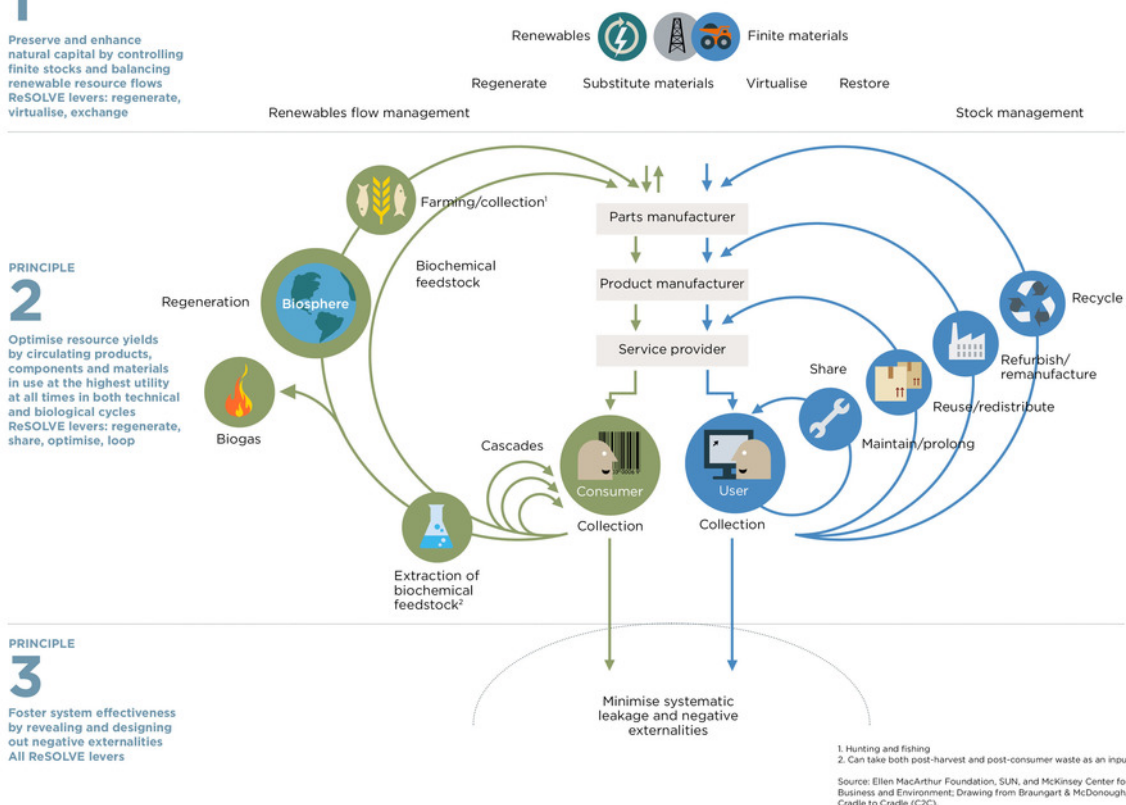 1
Preserve and enhance
natural capital by controlling
finite stocks and balancing
renewable resource flows
ReSOLVE levers: regenerate,
virtualise, exchange
Renewables
Finite materials
Regenerate
Substitute materials
Virtualise
Restore
Renewables flow management
Stock management
PRINCIPLE
2
Optimise resource yields
by circulating products,
components and materials
in use at the highest utility
at all times in both technical
and biological cycles
ReSOLVE levers: regenerate,
share, optimise, loop
Farming/collection¹
Biochemical
feedstock
Regeneration
Biosphere
Biogas
Cascades
Extraction of
biochemical
feedstock²
Parts manufacturer
Product manufacturer
Service provider
Consumer
Collection
User
Collection
Share
Maintain/prolong
Reuse/redistribute
Refurbish/
remanufacture
Recycle
PRINCIPLE
3
Foster system effectiveness
by revealing and designing
out negative externalities
All ReSOLVE levers
Minimise systematic
leakage and negative
externalities
1. Hunting and fishing
2. Can take both post-harvest and post-consumer waste as an inpu
Source: Ellen MacArthur Foundation, SUN, and McKinsey Center fo
Business and Environment; Drawing from Braungart & McDonough,
Cradle to Cradle (C2C).